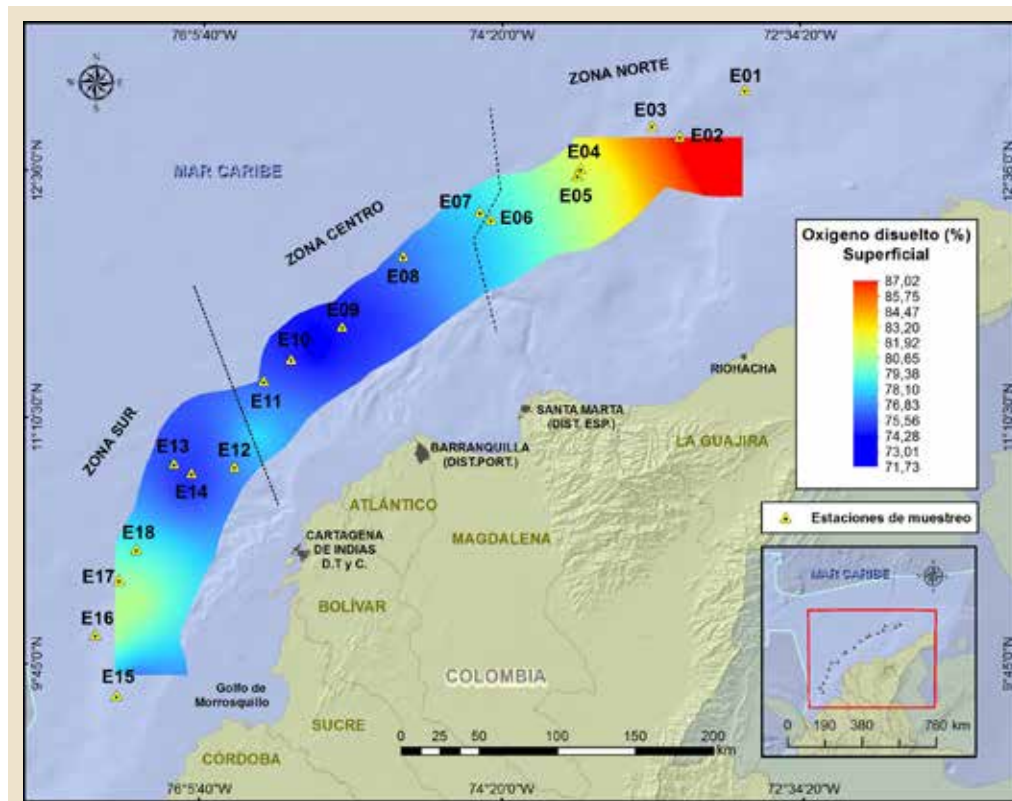 76°5'40"W
74°20'0"W
72°34'20"W
ZONA NORTE
E01
E03
E02
12°36'0"N
12°36'0"N
MAR CARIBE
E04
E05
E07
E06
ZONA CENTRO
E08
Oxigeno disuelto (%)
Superficial
87,02
85,75
84,47
83,20
81,92
80,65
79,38
78,10
76,83
75,56
74,28
73,01
71,73
E09
E10
E11
RIOHACHA
11°10'30"N
11°10'30"N
SANTA MARTA
(DIST. ESP.)
LA GUAJIRA
ZONA SUR
E13
E12
E14
BARRANQUILLA
(DIST.PORT.)
ATLÁNTICO
Estaciones de muestreo
E18
CARTAGENA
DE INDIAS
D.T y C.
MAGDALENA
E17
BOLÍVAR
E16
E15
Golfo de
Morrosquillo
COLOMBIA
SUCRE
CÓRDOBA
9°45'0"N
9°45'0"N
MAR CARIBE
0 190 380 760 km
0 25 50 100 150 200
km
76°5'40"W
74°20'0"W
72°34'20"W